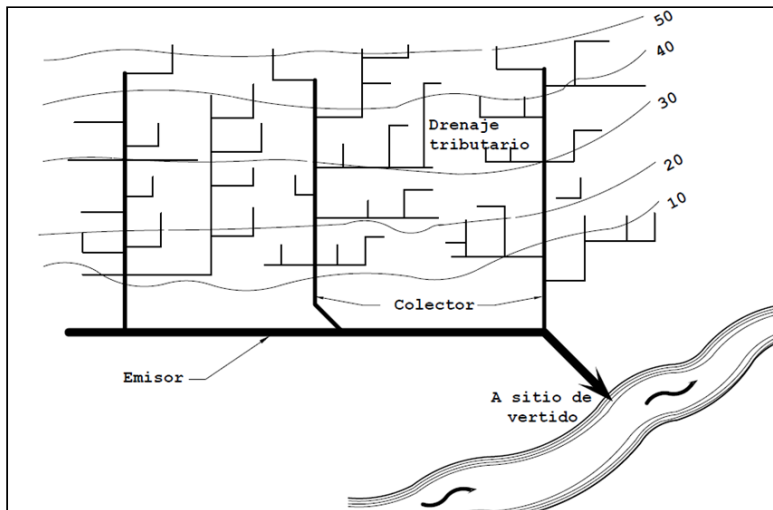 50
40
30
Drenaje
tributario
20
10
Colector
Emisor
A sitio de
vertido